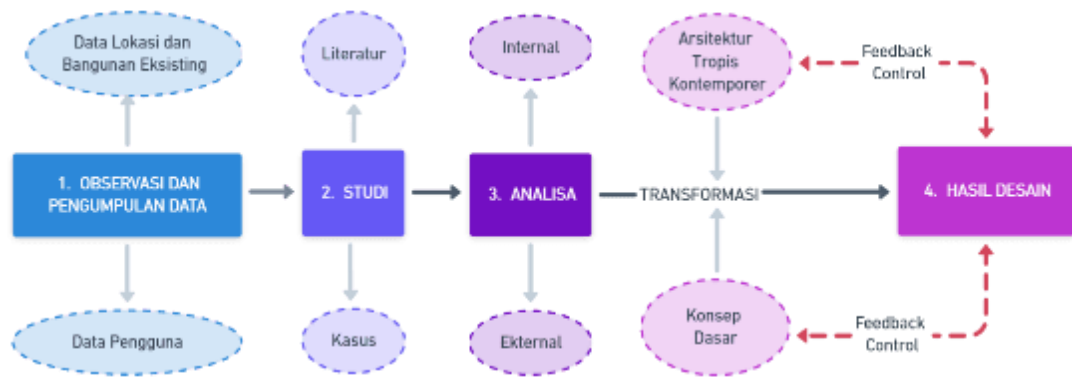 Data Lokasi dan
Bangunan Eksisting
Literatur
Internal
Arsitektur
Tropis
Kontemporer
Feedback
Control
1. OBSERVASI DAN
PENGUMPULAN DATA
2. STUDI
3. ANALISA
TRANSFORMASI
4. HASIL DESAIN
Data Pengguna
Kasus
Ekternal
Konsep
Dasar
Feedback
Control